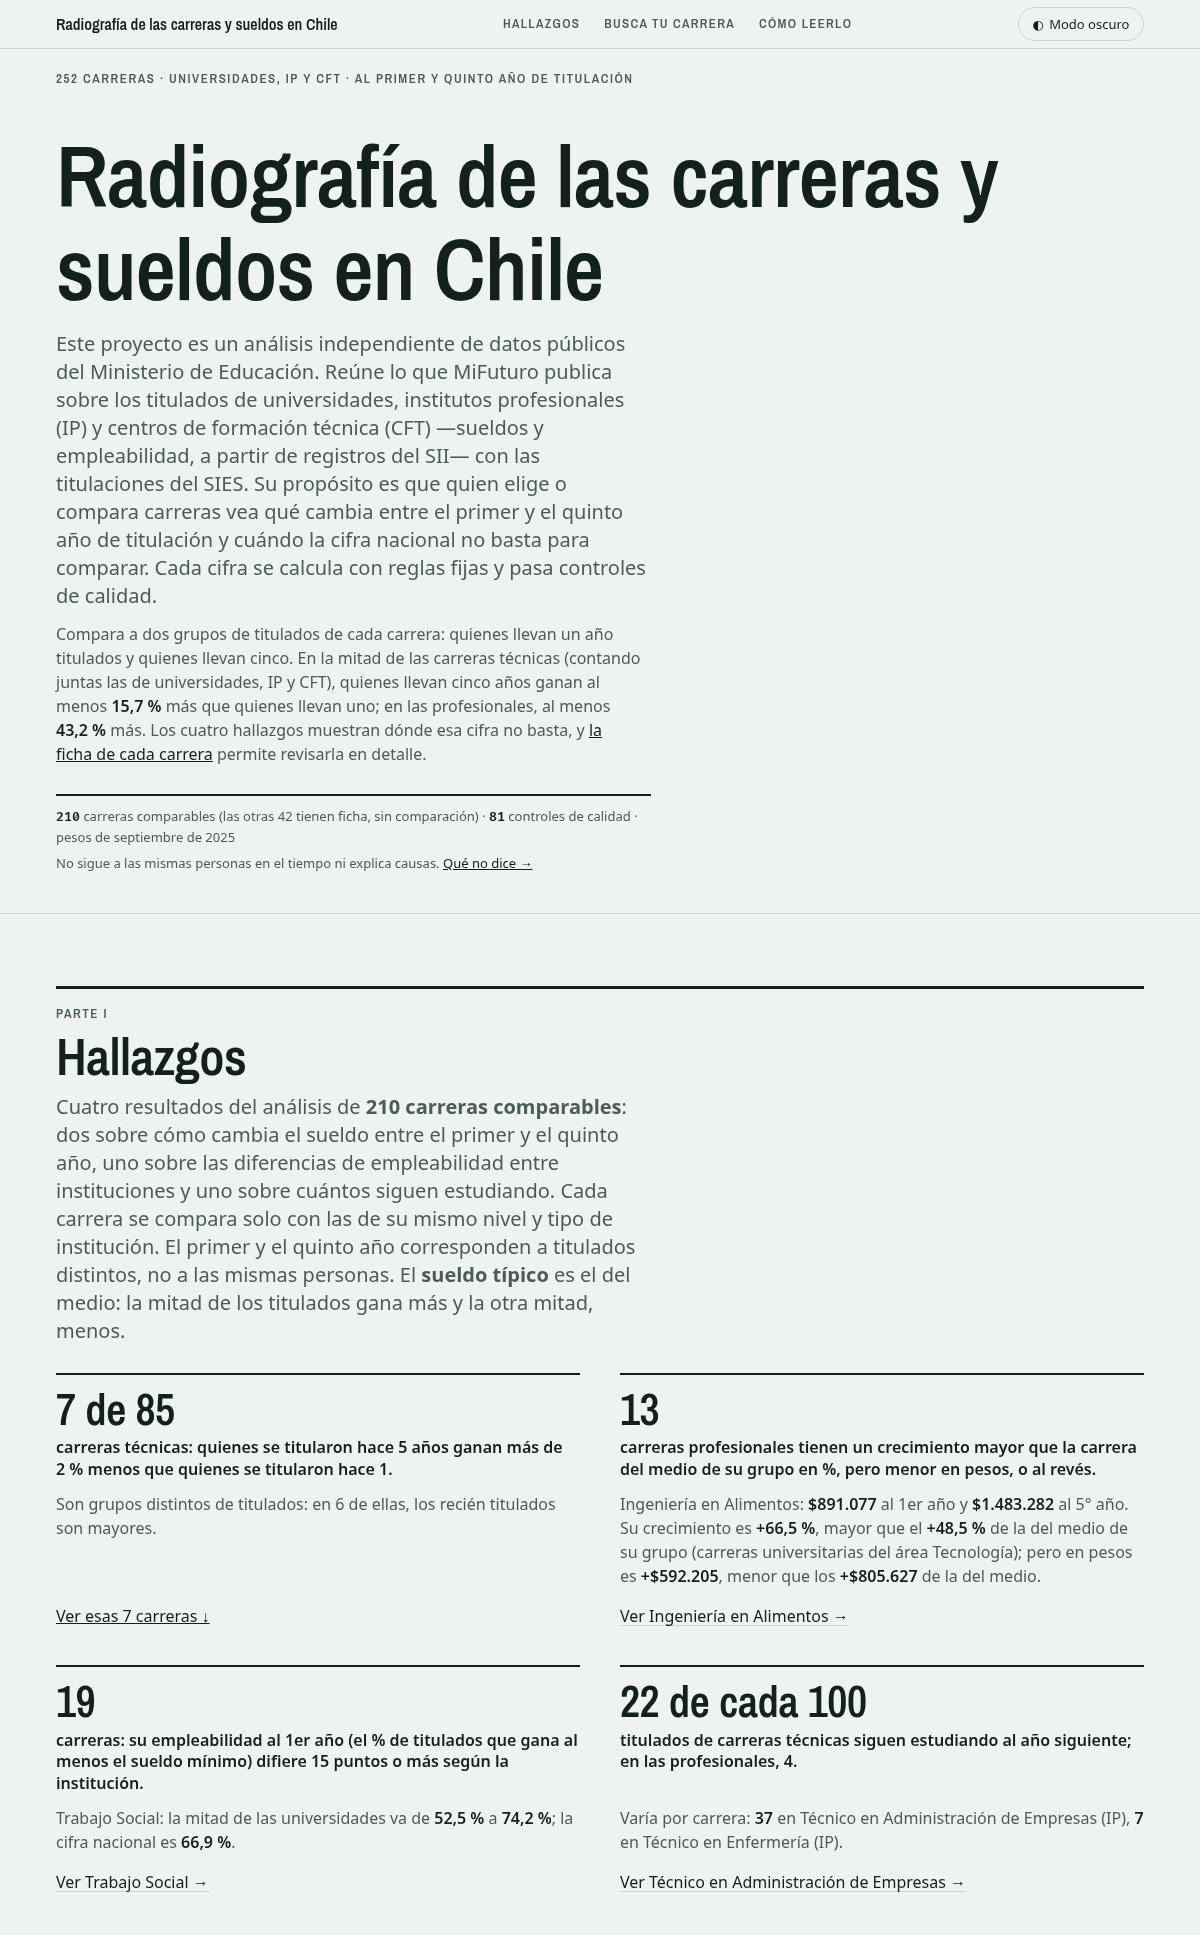 Radiografía de las carreras y sueldos en Chile
HALLAZGOS
BUSCA TU CARRERA
CÓMO LEERLO
◐ Modo oscuro
252 CARRERAS · UNIVERSIDADES, IP Y CFT · AL PRIMER Y QUINTO AÑO DE TITULACIÓN
Radiografía de las carreras y
sueldos en Chile
Este proyecto es un análisis independiente de datos públicos
del Ministerio de Educación. Reúne lo que MiFuturo publica
sobre los titulados de universidades, institutos profesionales
(IP) y centros de formación técnica (CFT) —sueldos y
empleabilidad, a partir de registros del SII— con las
titulaciones del SIES. Su propósito es que quien elige o
compara carreras vea qué cambia entre el primer y el quinto
año de titulación y cuándo la cifra nacional no basta para
comparar. Cada cifra se calcula con reglas fijas y pasa controles
de calidad.
Compara a dos grupos de titulados de cada carrera: quienes llevan un año
titulados y quienes llevan cinco. En la mitad de las carreras técnicas (contando
juntas las de universidades, IP y CFT), quienes llevan cinco años ganan al
menos 15,7 % más que quienes llevan uno; en las profesionales, al menos
43,2 % más. Los cuatro hallazgos muestran dónde esa cifra no basta, y la
ficha de cada carrera permite revisarla en detalle.
210 carreras comparables (las otras 42 tienen ficha, sin comparación) · 81 controles de calidad ·
pesos de septiembre de 2025
No sigue a las mismas personas en el tiempo ni explica causas. Qué no dice →
PARTE I
Hallazgos
Cuatro resultados del análisis de 210 carreras comparables:
dos sobre cómo cambia el sueldo entre el primer y el quinto
año, uno sobre las diferencias de empleabilidad entre
instituciones y uno sobre cuántos siguen estudiando. Cada
carrera se compara solo con las de su mismo nivel y tipo de
institución. El primer y el quinto año corresponden a titulados
distintos, no a las mismas personas. El sueldo típico es el del
medio: la mitad de los titulados gana más y la otra mitad,
menos.
7 de 85
carreras técnicas: quienes se titularon hace 5 años ganan más de
2 % menos que quienes se titularon hace 1.
Son grupos distintos de titulados: en 6 de ellas, los recién titulados
son mayores.
Ver esas 7 carreras ↓
13
carreras profesionales tienen un crecimiento mayor que la carrera
del medio de su grupo en %, pero menor en pesos, o al revés.
Ingeniería en Alimentos: $891.077 al 1er año y $1.483.282 al 5° año.
Su crecimiento es +66,5 %, mayor que el +48,5 % de la del medio de
su grupo (carreras universitarias del área Tecnología); pero en pesos
es +$592.205, menor que los +$805.627 de la del medio.
Ver Ingeniería en Alimentos →
19
carreras: su empleabilidad al 1er año (el % de titulados que gana al
menos el sueldo mínimo) difiere 15 puntos o más según la
institución.
Trabajo Social: la mitad de las universidades va de 52,5 % a 74,2 %; la
cifra nacional es 66,9 %.
Ver Trabajo Social →
22 de cada 100
titulados de carreras técnicas siguen estudiando al año siguiente;
en las profesionales, 4.
Varía por carrera: 37 en Técnico en Administración de Empresas (IP), 7
en Técnico en Enfermería (IP).
Ver Técnico en Administración de Empresas →